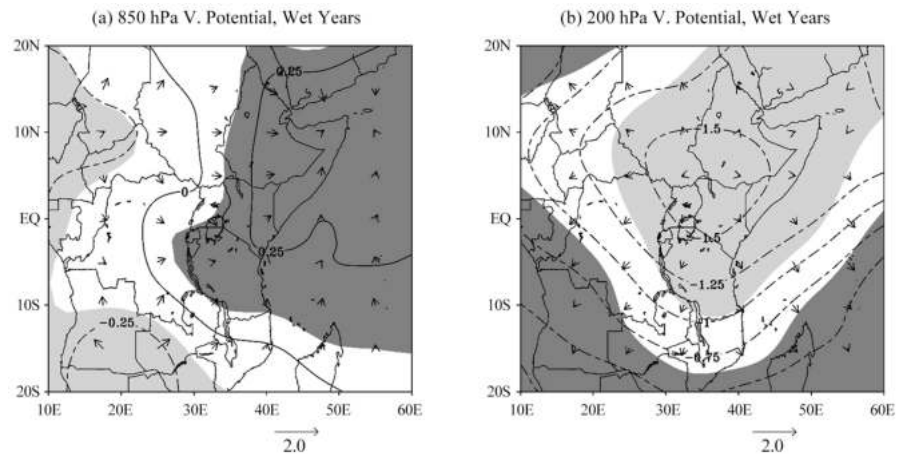 (a) 850 hPa V. Potential, Wet Years
20N
10N
EQ
10S
20S
10E 20E 30E 40E 50E 60E
0.25
0
0.25
-0.25
2.0
(b) 200 hPa V. Potential, Wet Years
20N
10N
EQ
10S
20S
10E 20E 30E 40E 50E 60E
-1.5
-1.5
-1.25
-1
-0.75
2.0